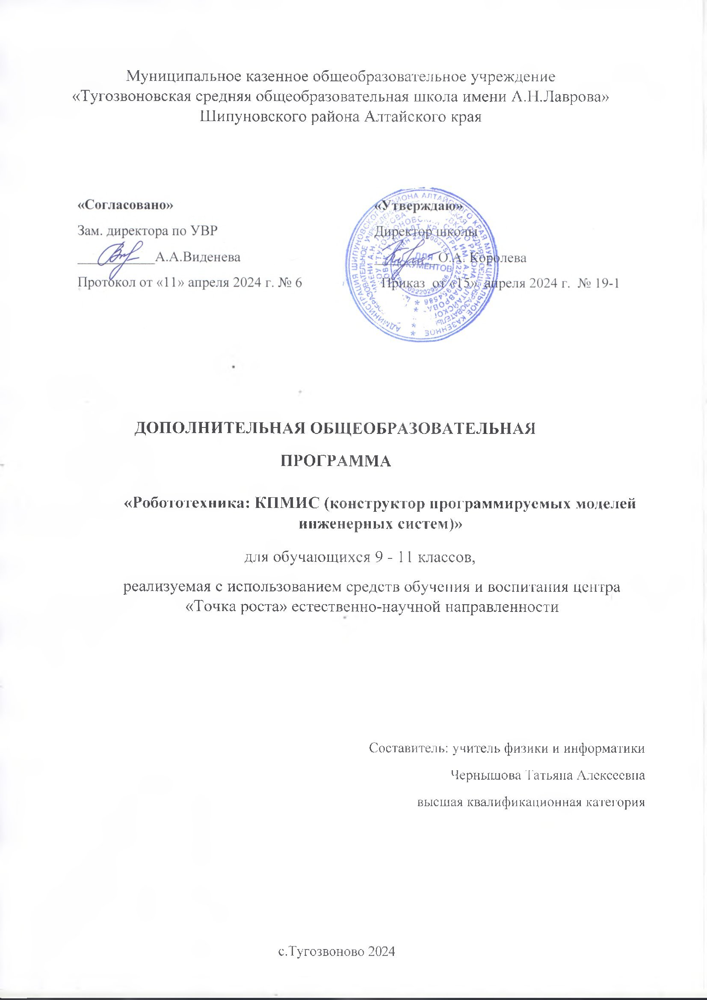 Муниципальное казенное общеобразовательное учреждение
«Тугозвоновская средняя общеобразовательная школа имени А.Н.Лаврова»
Шипуновского района Алтайского края
«Согласовано»
Зам. директора по УВР
____________А.А.Виденева
Протокол от «11» апреля 2024 г. № 6
«Утверждаю»
Директор школы
__________О.А. Королева
Приказ от «15» апреля 2024 г. № 19-1
ДЛЯ
ДОКУМЕНТОВ
ДОПОЛНИТЕЛЬНАЯ ОБЩЕОБРАЗОВАТЕЛЬНАЯ
ПРОГРАММА
«Робототехника: КПМИС (конструктор программируемых моделей
инженерных систем)»
для обучающихся 9 - 11 классов,
реализуемая с использованием средств обучения и воспитания центра
«Точка роста» естественно-научной направленности
Составитель: учитель физики и информатики
Чернышова Татьяна Алексеевна
высшая квалификационная категория
с.Тугозвоново 2024